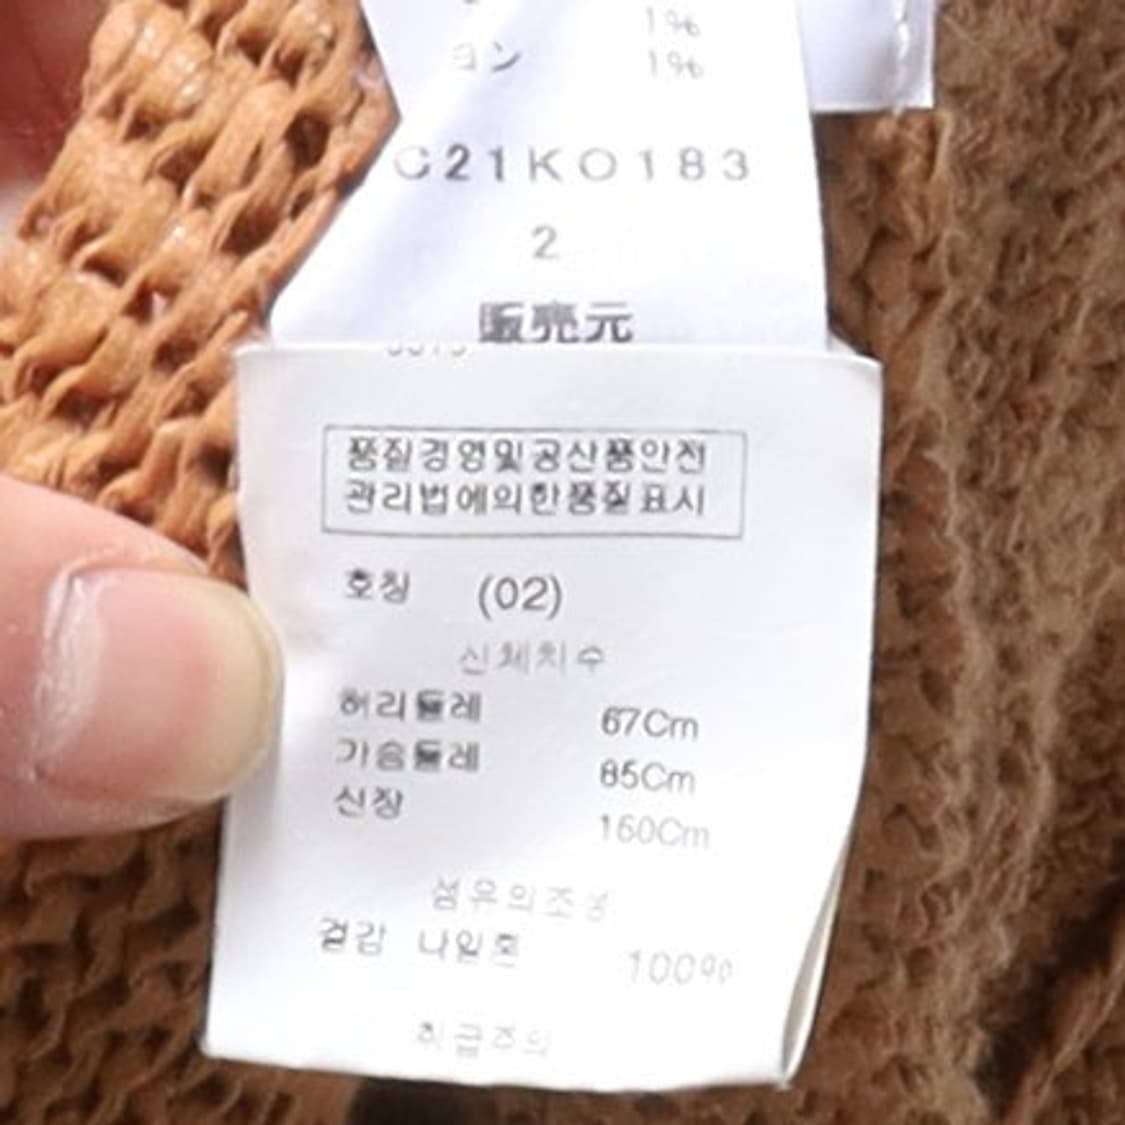 1%
ョン 1%
C21KO183
2
販売元
품질경영및공산품안전
관리법에의한품질표시
호칭 (02)
신체치수
허리둘레 67Cm
가슴둘레 85Cm
신장 160Cm
섬유의조성
겉감 나일론 100%
취급주의